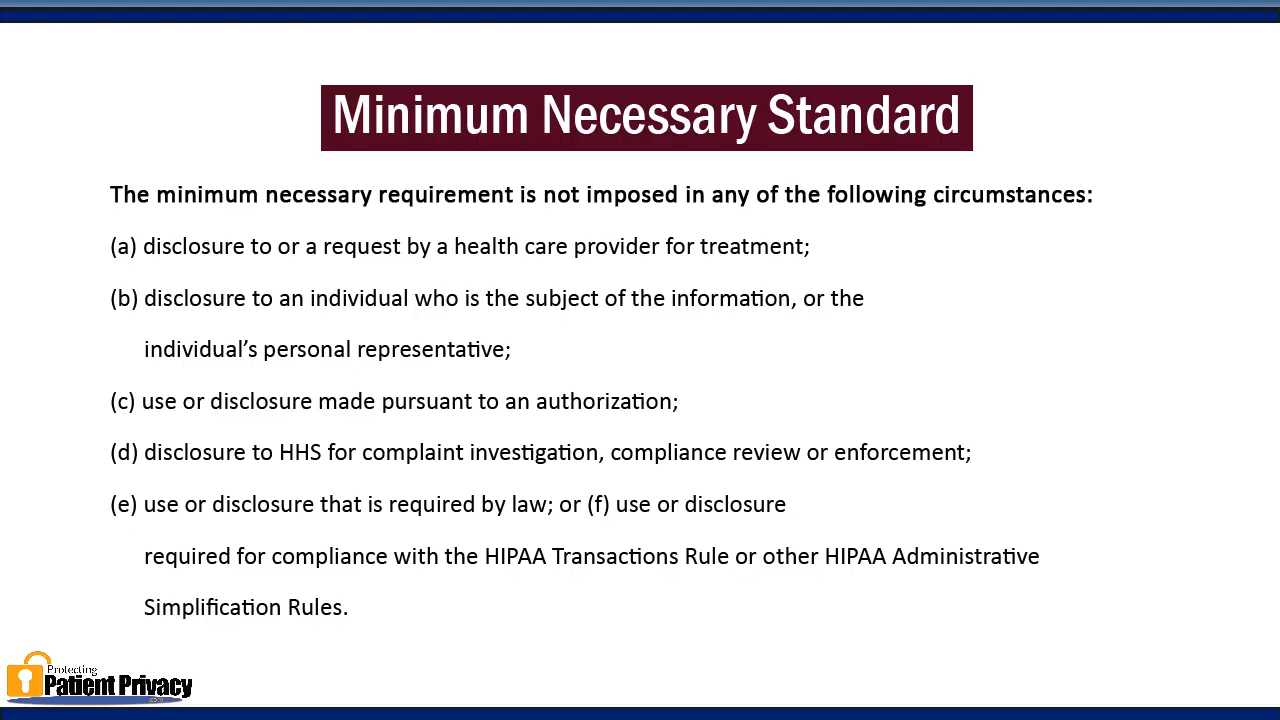 Minimum Necessary Standard
The minimum necessary requirement is not imposed in any of the following circumstances:
(a) disclosure to or a request by a health care provider for treatment;
(b) disclosure to an individual who is the subject of the information, or the
individual’s personal representative;
(c) use or disclosure made pursuant to an authorization;
(d) disclosure to HHS for complaint investigation, compliance review or enforcement;
(e) use or disclosure that is required by law; or (f) use or disclosure
required for compliance with the HIPAA Transactions Rule or other HIPAA Administrative
Simplification Rules.
Protecting
Patient Privacy
.com